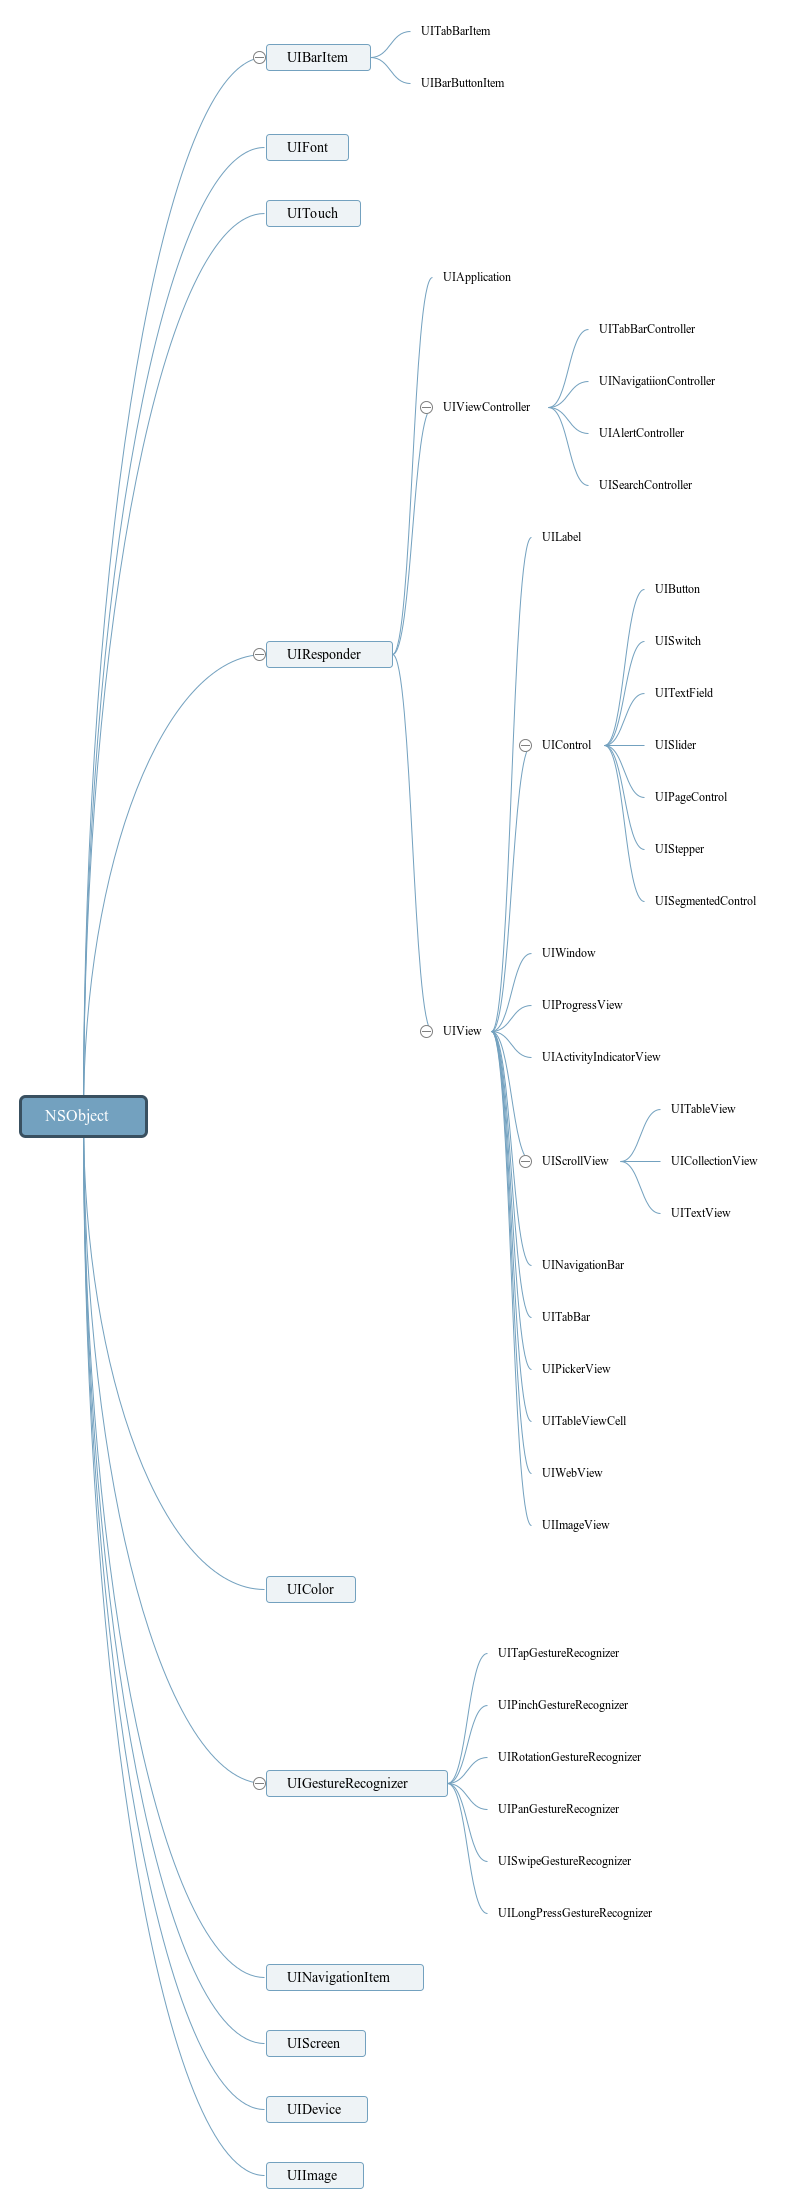 UITabBarItem
UIBarItem
UIBarButtonItem
UIFont
UITouch
UIApplication
UITabBarController
UINavigatiionController
UIViewController
UIAlertController
UISearchController
UILabel
UIButton
UISwitch
UIResponder
UITextField
UIControl
UISlider
UIPageControl
UIStepper
UISegmentedControl
UIWindow
UIProgressView
UIView
UIActivityIndicatorView
NSObject
UITableView
UIScrollView
UICollectionView
UITextView
UINavigationBar
UITabBar
UIPickerView
UITableViewCell
UIWebView
UIImageView
UIColor
UITapGestureRecognizer
UIPinchGestureRecognizer
UIRotationGestureRecognizer
UIGestureRecognizer
UIPanGestureRecognizer
UISwipeGestureRecognizer
UILongPressGestureRecognizer
UINavigationItem
UIScreen
UIDevice
UIImage